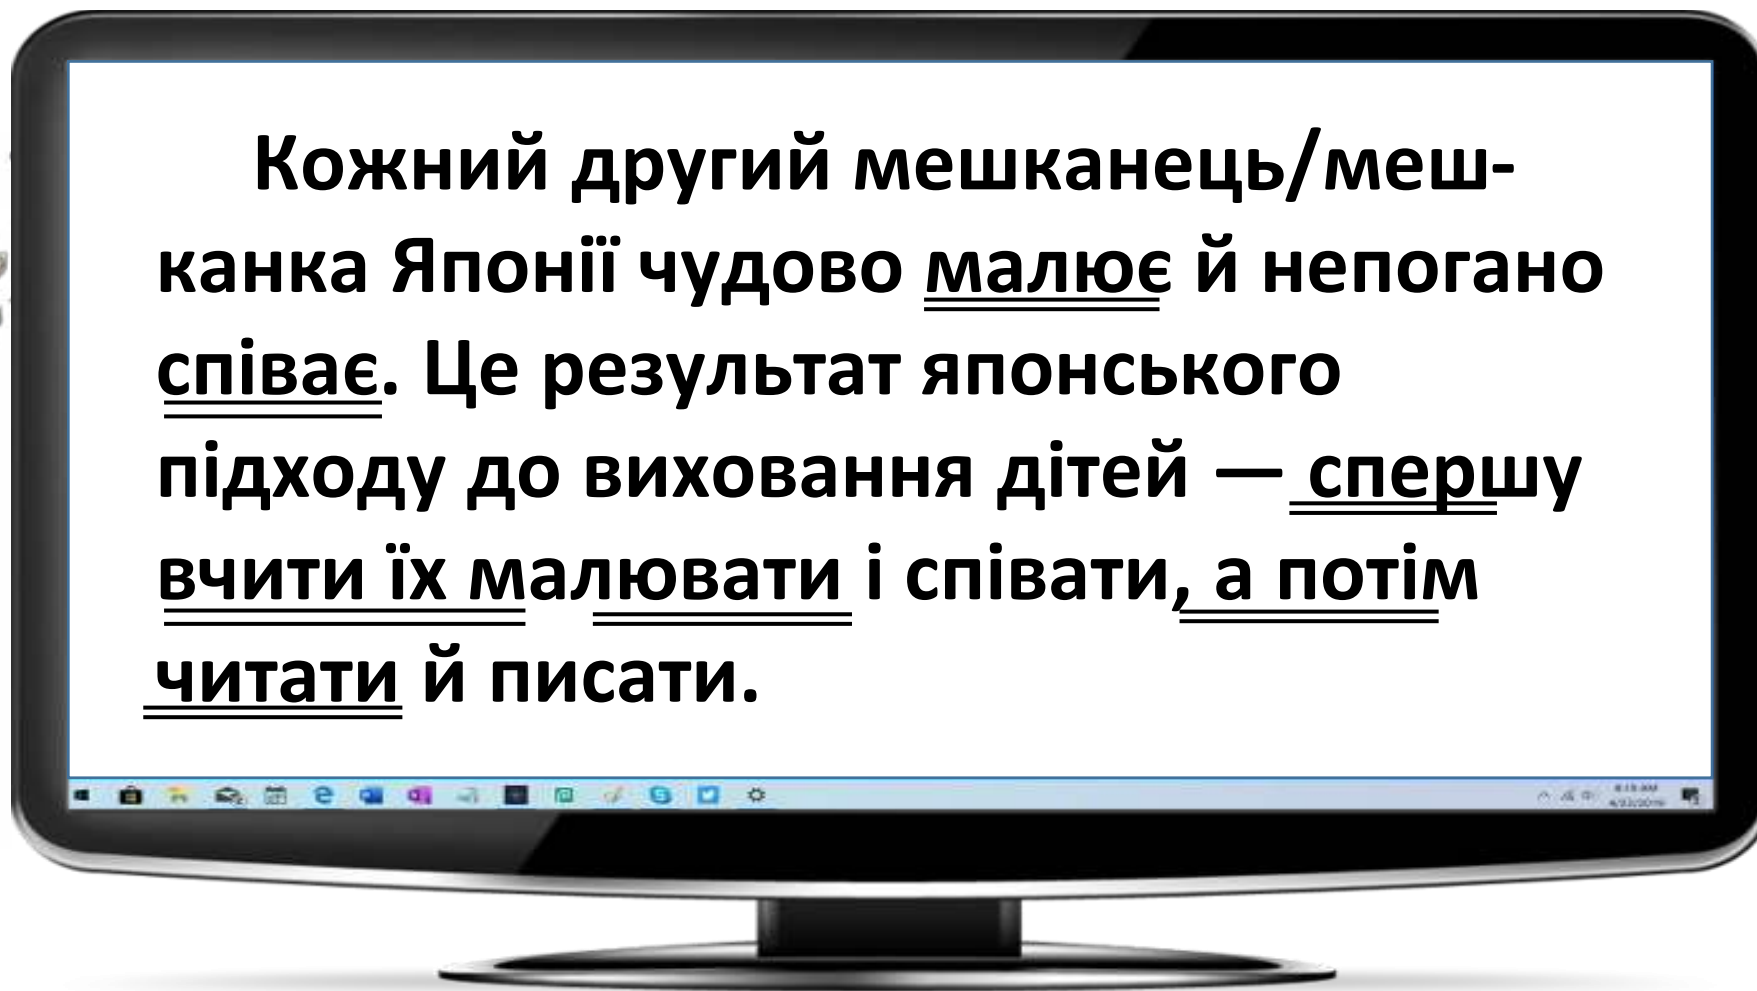 Кожний другий мешканець/меш-
канка Японії чудово малює й непогано
співає. Це результат японського
підходу до виховання дітей — спершу
вчити їх малювати і співати, а потім
читати й писати.